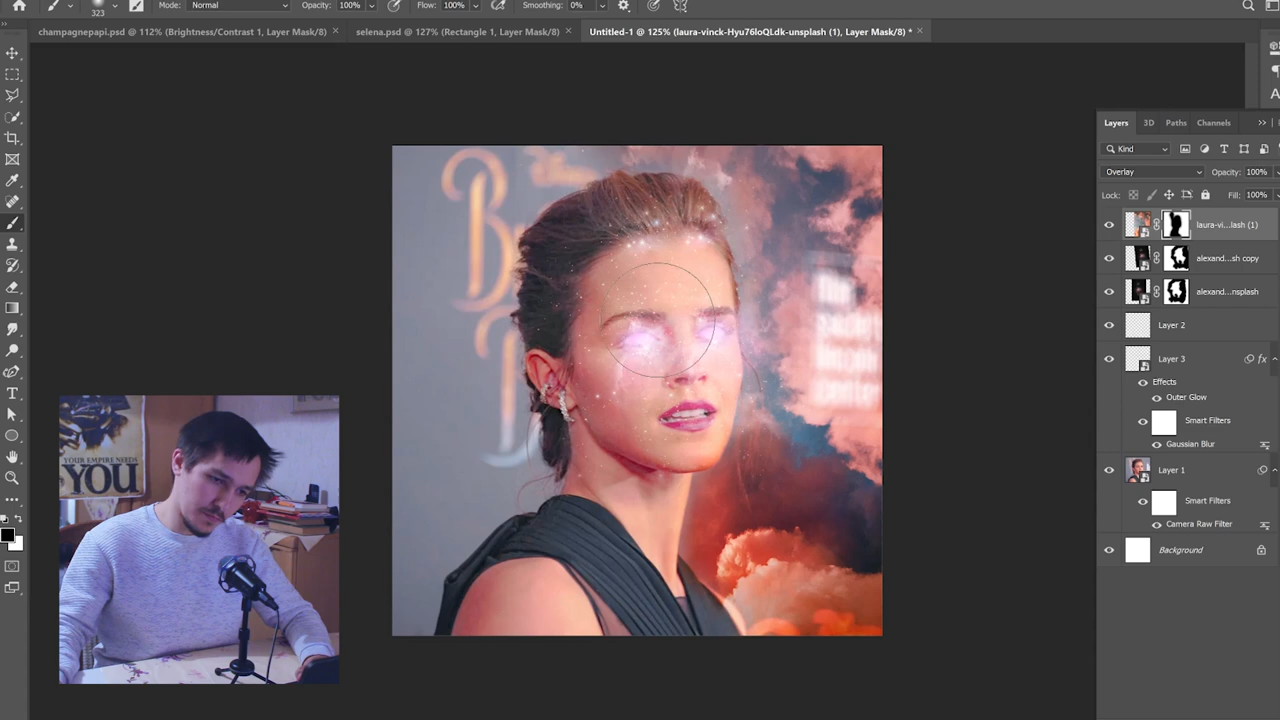 323 Mode: Normal Opacity: 100% Flow: 100% Smoothing: 0%
champagnepapi.psd @ 112% (Brightness/Contrast 1, Layer Mask/8) × selena.psd @ 127% (Rectangle 1, Layer Mask/8) × Untitled-1 @ 125% (laura-vinck-Hyu76loQLdk-unsplash (1), Layer Mask/8) * ×
Layers 3D Paths Channels
Kind
Overlay Opacity: 100%
Lock: Fill: 100%
laura-vi...lash (1)
alexand...sh copy
alexand...nsplash
Layer 2
Layer 3 fx
Effects
Outer Glow
Smart Filters
Gaussian Blur
Layer 1
Smart Filters
Camera Raw Filter
Background
YOUR EMPIRE NEEDS
YOU